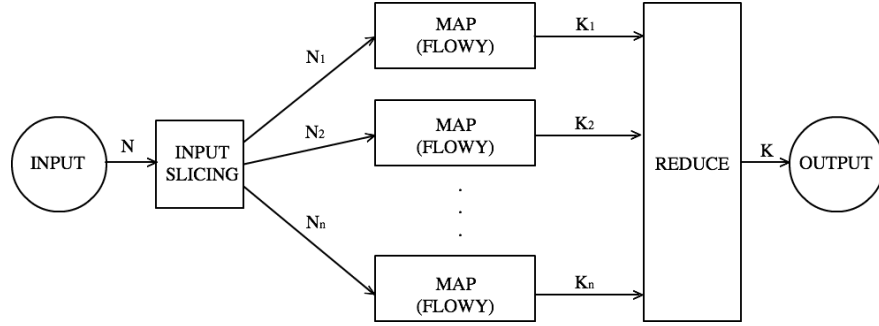 INPUT
N
INPUT
SLICING
N1
N2
Nn
MAP
(FLOWY)
MAP
(FLOWY)
.
.
.
MAP
(FLOWY)
K1
K2
Kn
REDUCE
K
OUTPUT